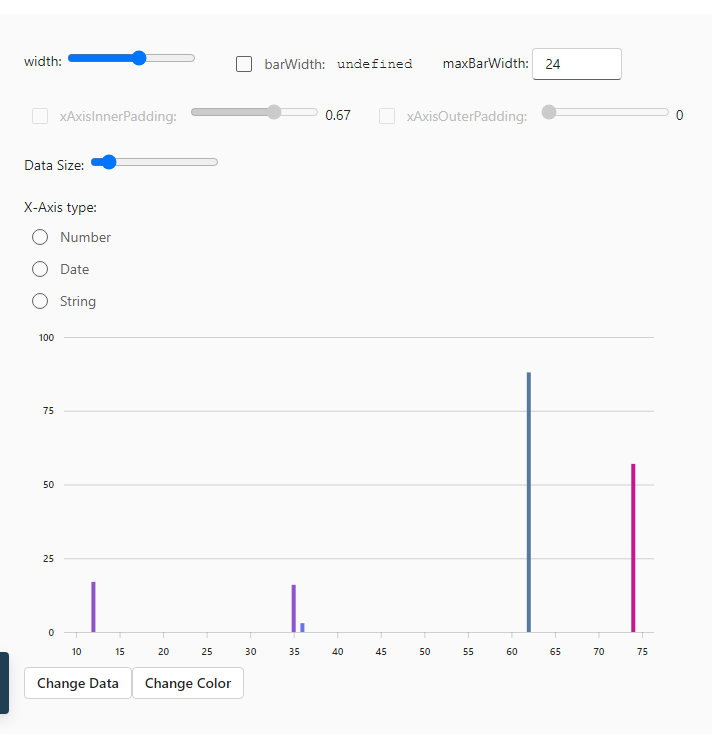 width: barWidth: undefined maxBarWidth: 24
xAxisInnerPadding: 0.67 xAxisOuterPadding: 0
Data Size:
X-Axis type:
Number
Date
String
100
75
50
25
0
10 15 20 25 30 35 40 45 50 55 60 65 70 75
Change Data Change Color